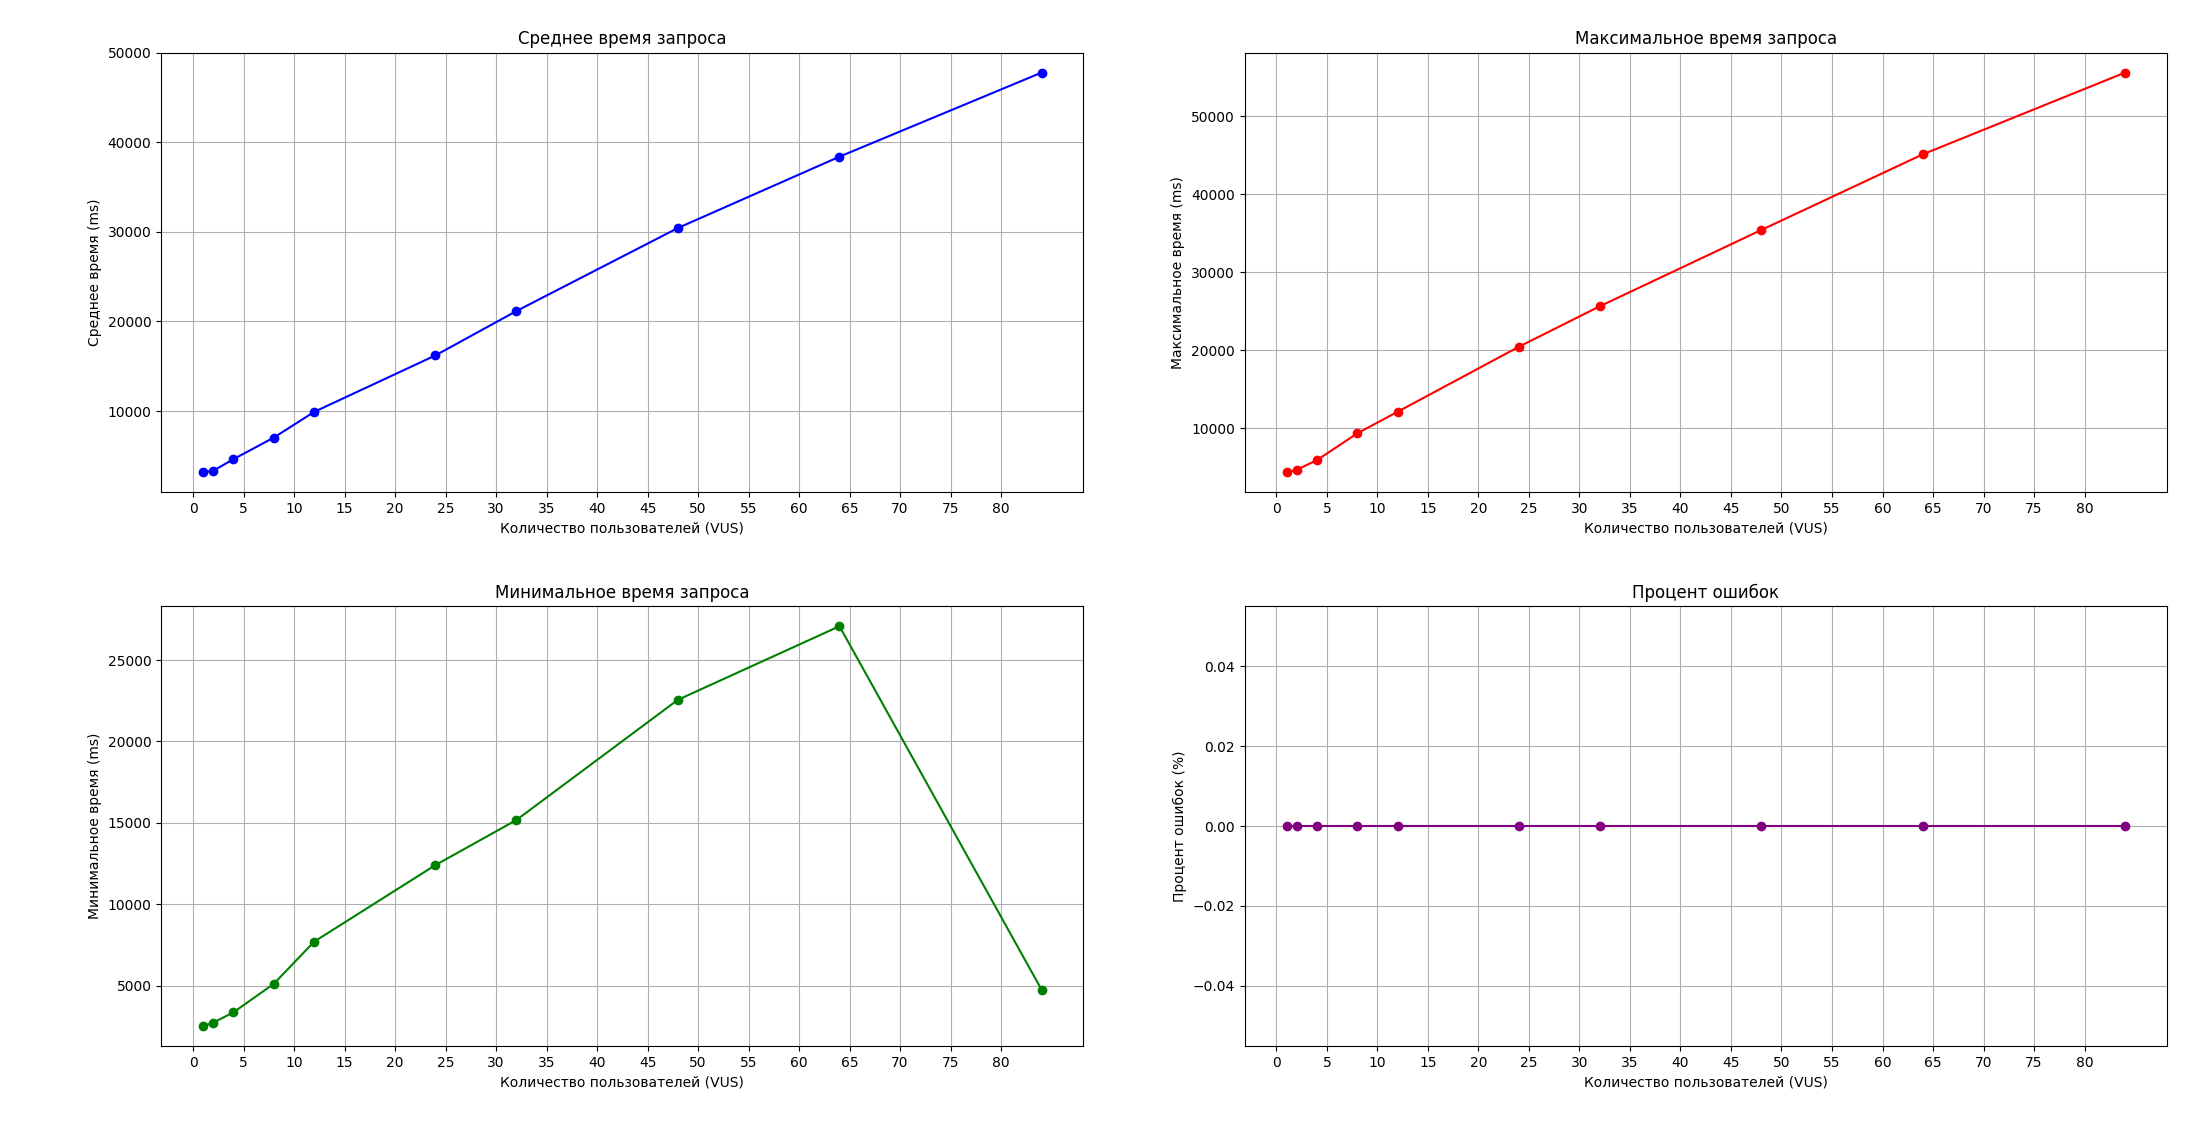 Среднее время запроса
50000
40000
30000
20000
10000
Среднее время (ms)
0 5 10 15 20 25 30 35 40 45 50 55 60 65 70 75 80
Количество пользователей (VUS)
Максимальное время запроса
50000
40000
30000
20000
10000
Максимальное время (ms)
0 5 10 15 20 25 30 35 40 45 50 55 60 65 70 75 80
Количество пользователей (VUS)
Минимальное время запроса
25000
20000
15000
10000
5000
Минимальное время (ms)
0 5 10 15 20 25 30 35 40 45 50 55 60 65 70 75 80
Количество пользователей (VUS)
Процент ошибок
0.04
0.02
0.00
−0.02
−0.04
Процент ошибок (%)
0 5 10 15 20 25 30 35 40 45 50 55 60 65 70 75 80
Количество пользователей (VUS)